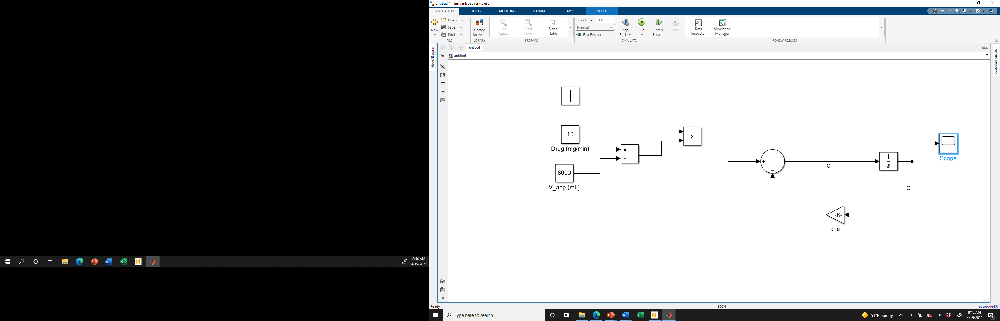 untitled * - Simulink academic use
SIMULATION DEBUG MODELING FORMAT APPS SCOPE
New
Open
Save
Print
FILE
Library
Browser
LIBRARY
Log
Signals
Add
Viewer
Signal
Table
PREPARE
Stop Time 500
Normal
Fast Restart
Step
Back
Run
Step
Forward
Stop
SIMULATE
Data
Inspector
Simulation
Manager
REVIEW RESULTS
Model Browser
untitled
untitled
Property Inspector
10
Drug (mg/min)
8000
V_app (mL)
x
÷
x
+
−
C'
1
s
Scope
C
-K-
k_e
Ready
200%
auto(ode45)
8:46 AM
4/19/2022
Type here to search
51°F Sunny
8:46 AM
4/19/2022
1